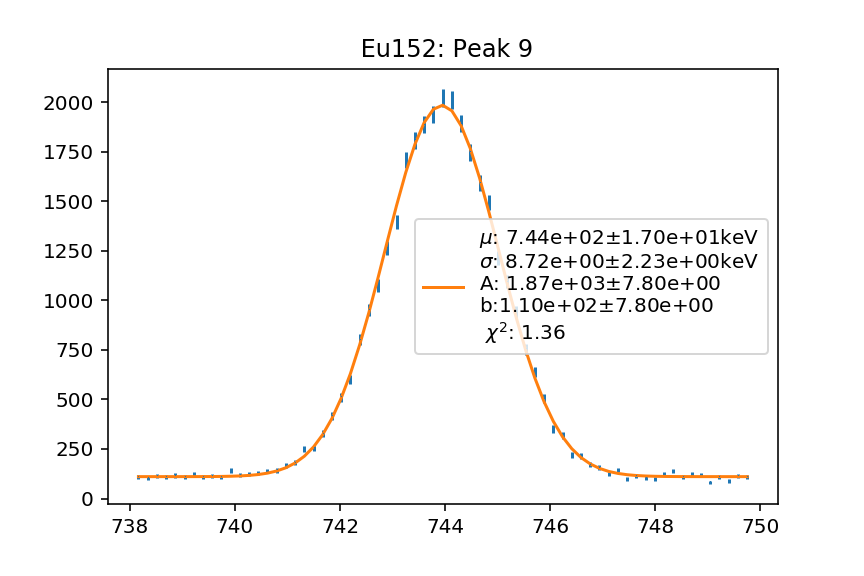 Eu152: Peak 9
2000
1750
1500
1250
1000
750
500
250
0
μ: 7.44e+02±1.70e+01keV
σ: 8.72e+00±2.23e+00keV
A: 1.87e+03±7.80e+00
b:1.10e+02±7.80e+00
χ²: 1.36
738 740 742 744 746 748 750